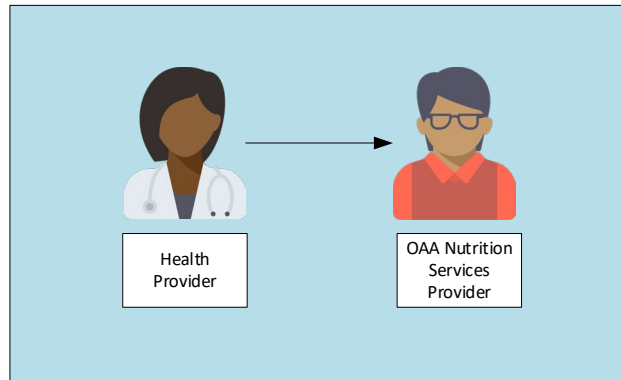 Health
Provider
OAA Nutrition
Services
Provider